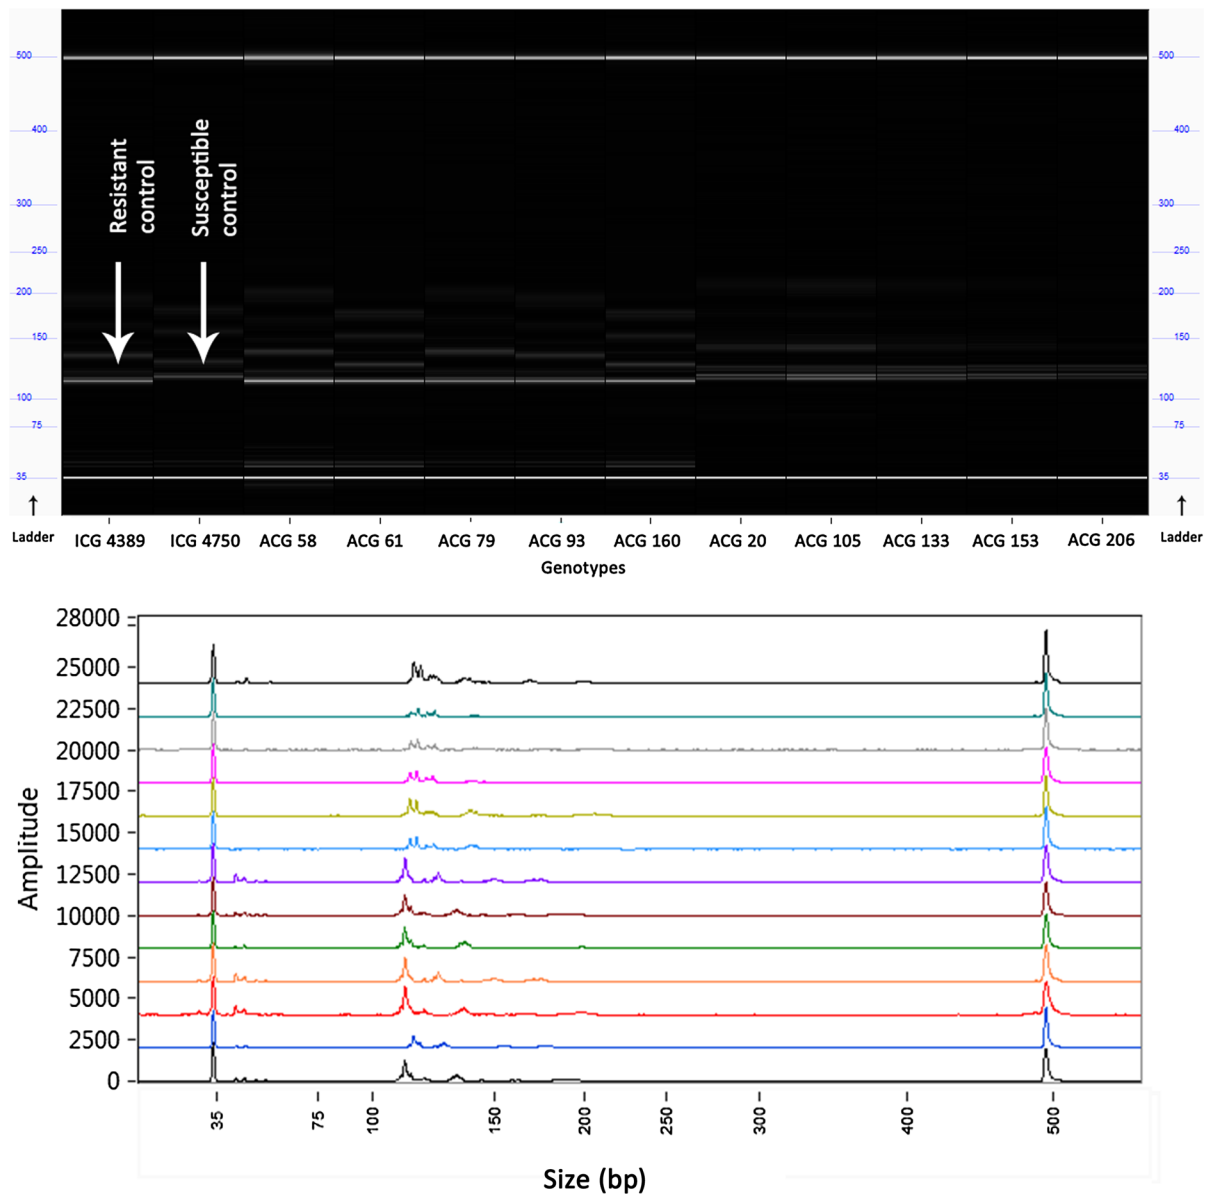 500
400
300
250
200
150
100
75
35
Ladder
Resistant
control
Susceptible
control
500
400
300
250
200
150
100
75
35
Ladder
ICG 4389 ICG 4750 ACG 58 ACG 61 ACG 79 ACG 93 ACG 160 ACG 20 ACG 105 ACG 133 ACG 153 ACG 206
Genotypes
28000
25000
22500
20000
17500
15000
12500
10000
7500
5000
2500
0
Amplitude
35 75 100 150 200 250 300 400 500
Size (bp)